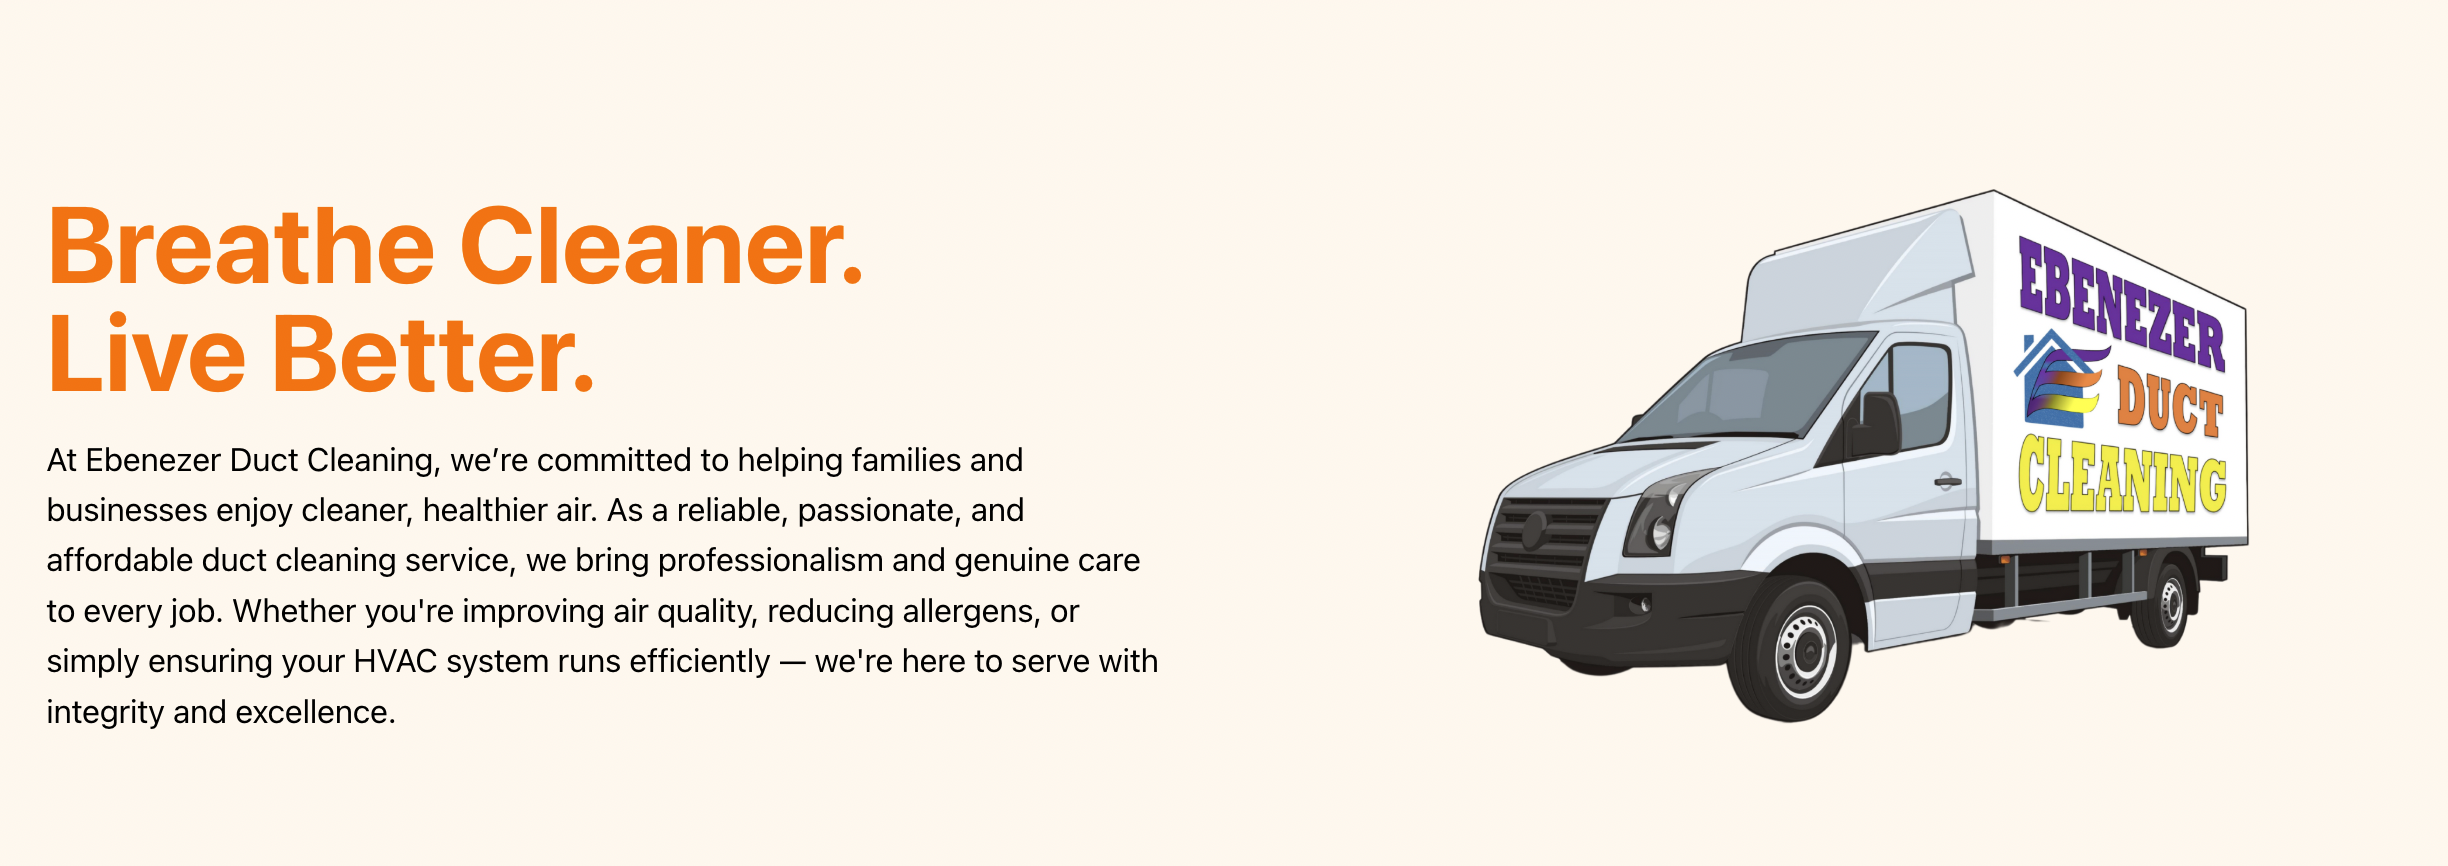 Breathe Cleaner.
Live Better.
At Ebenezer Duct Cleaning, we’re committed to helping families and
businesses enjoy cleaner, healthier air. As a reliable, passionate, and
affordable duct cleaning service, we bring professionalism and genuine care
to every job. Whether you're improving air quality, reducing allergens, or
simply ensuring your HVAC system runs efficiently — we're here to serve with
integrity and excellence.
EBENEZER
DUCT
CLEANING